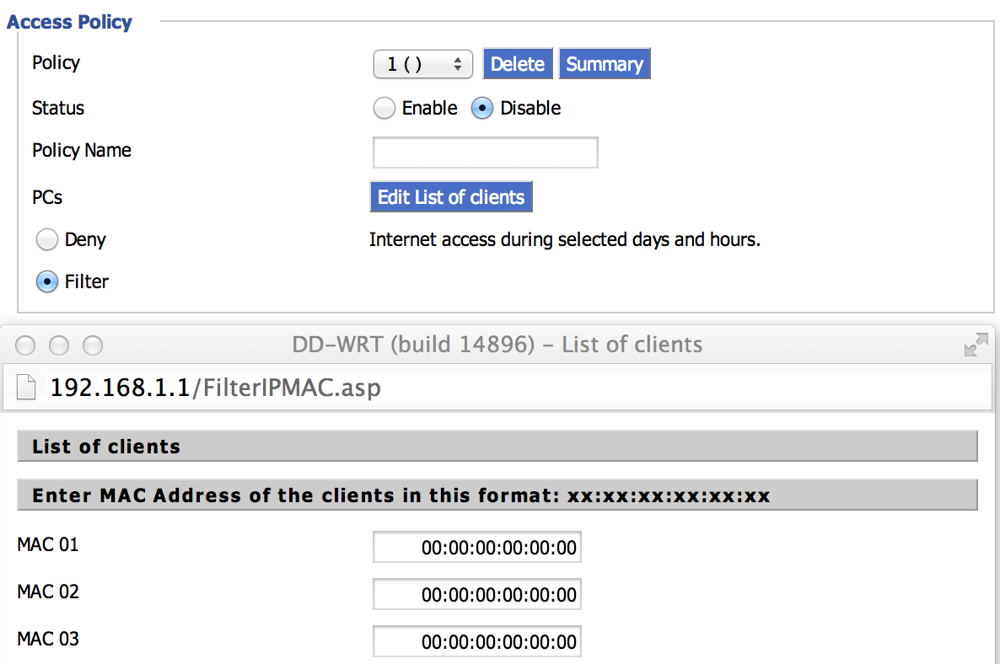 Access Policy
Policy 1 ( ) Delete Summary
Status Enable Disable
Policy Name
PCs Edit List of clients
Deny Internet access during selected days and hours.
Filter
DD-WRT (build 14896) – List of clients
192.168.1.1/FilterIPMAC.asp
List of clients
Enter MAC Address of the clients in this format: xx:xx:xx:xx:xx:xx
MAC 01 00:00:00:00:00:00
MAC 02 00:00:00:00:00:00
MAC 03 00:00:00:00:00:00